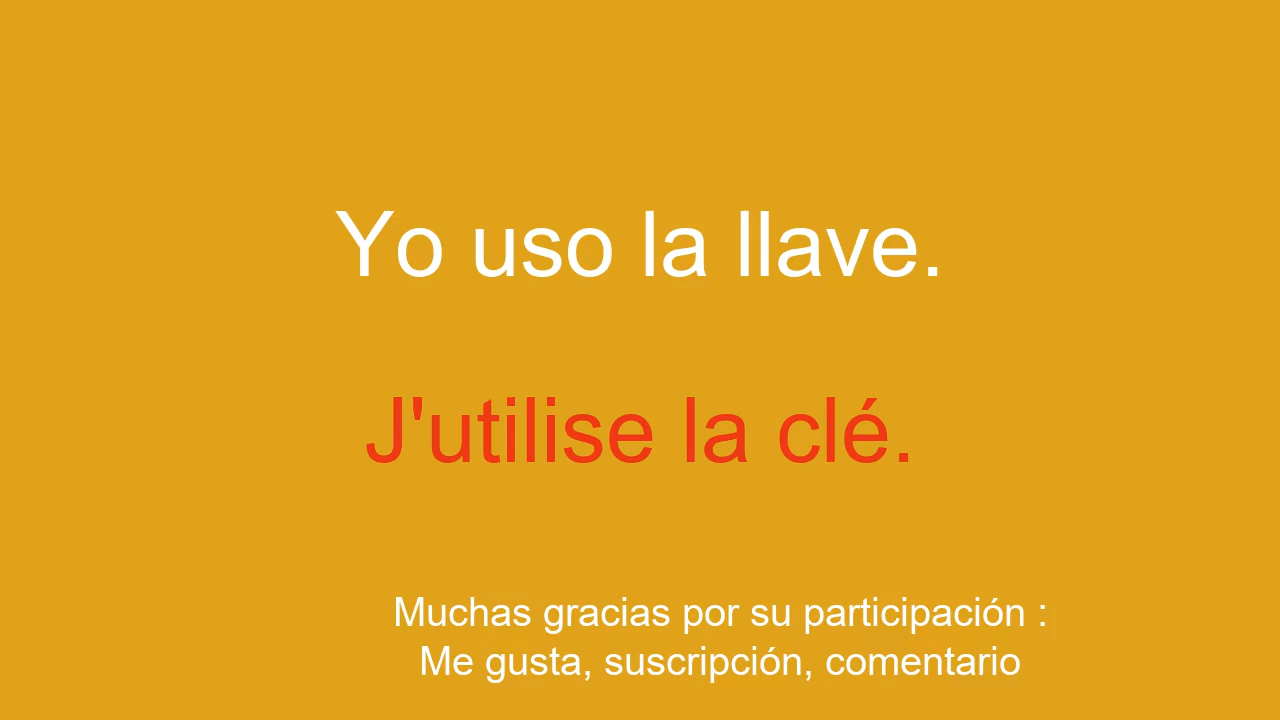 Yo uso la llave.
J'utilise la clé.
Muchas gracias por su participación :
Me gusta, suscripción, comentario